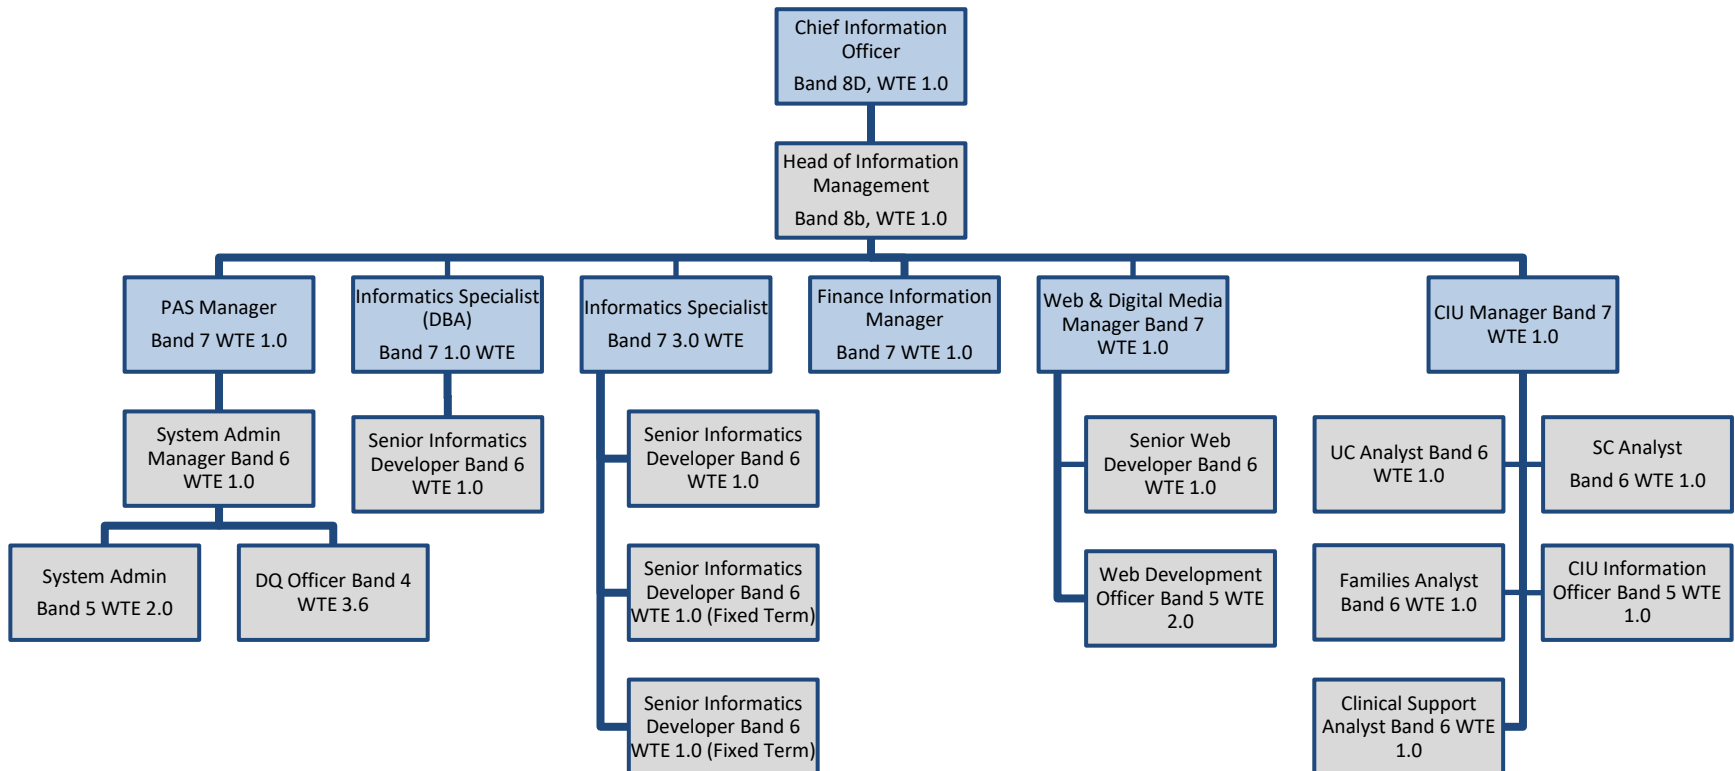 Chief Information
Officer
Band 8D, WTE 1.0
Head of Information
Management
Band 8b, WTE 1.0
PAS Manager
Band 7 WTE 1.0
Informatics Specialist
(DBA)
Band 7 1.0 WTE
Informatics Specialist
Band 7 3.0 WTE
Finance Information
Manager
Band 7 WTE 1.0
Web & Digital Media
Manager Band 7
WTE 1.0
CIU Manager Band 7
WTE 1.0
System Admin
Manager Band 6
WTE 1.0
Senior Informatics
Developer Band 6
WTE 1.0
Senior Informatics
Developer Band 6
WTE 1.0
Senior Web
Developer Band 6
WTE 1.0
UC Analyst Band 6
WTE 1.0
SC Analyst
Band 6 WTE 1.0
System Admin
Band 5 WTE 2.0
DQ Officer Band 4
WTE 3.6
Senior Informatics
Developer Band 6
WTE 1.0 (Fixed Term)
Web Development
Officer Band 5 WTE
2.0
Families Analyst
Band 6 WTE 1.0
CIU Information
Officer Band 5 WTE
1.0
Senior Informatics
Developer Band 6
WTE 1.0 (Fixed Term)
Clinical Support
Analyst Band 6 WTE
1.0